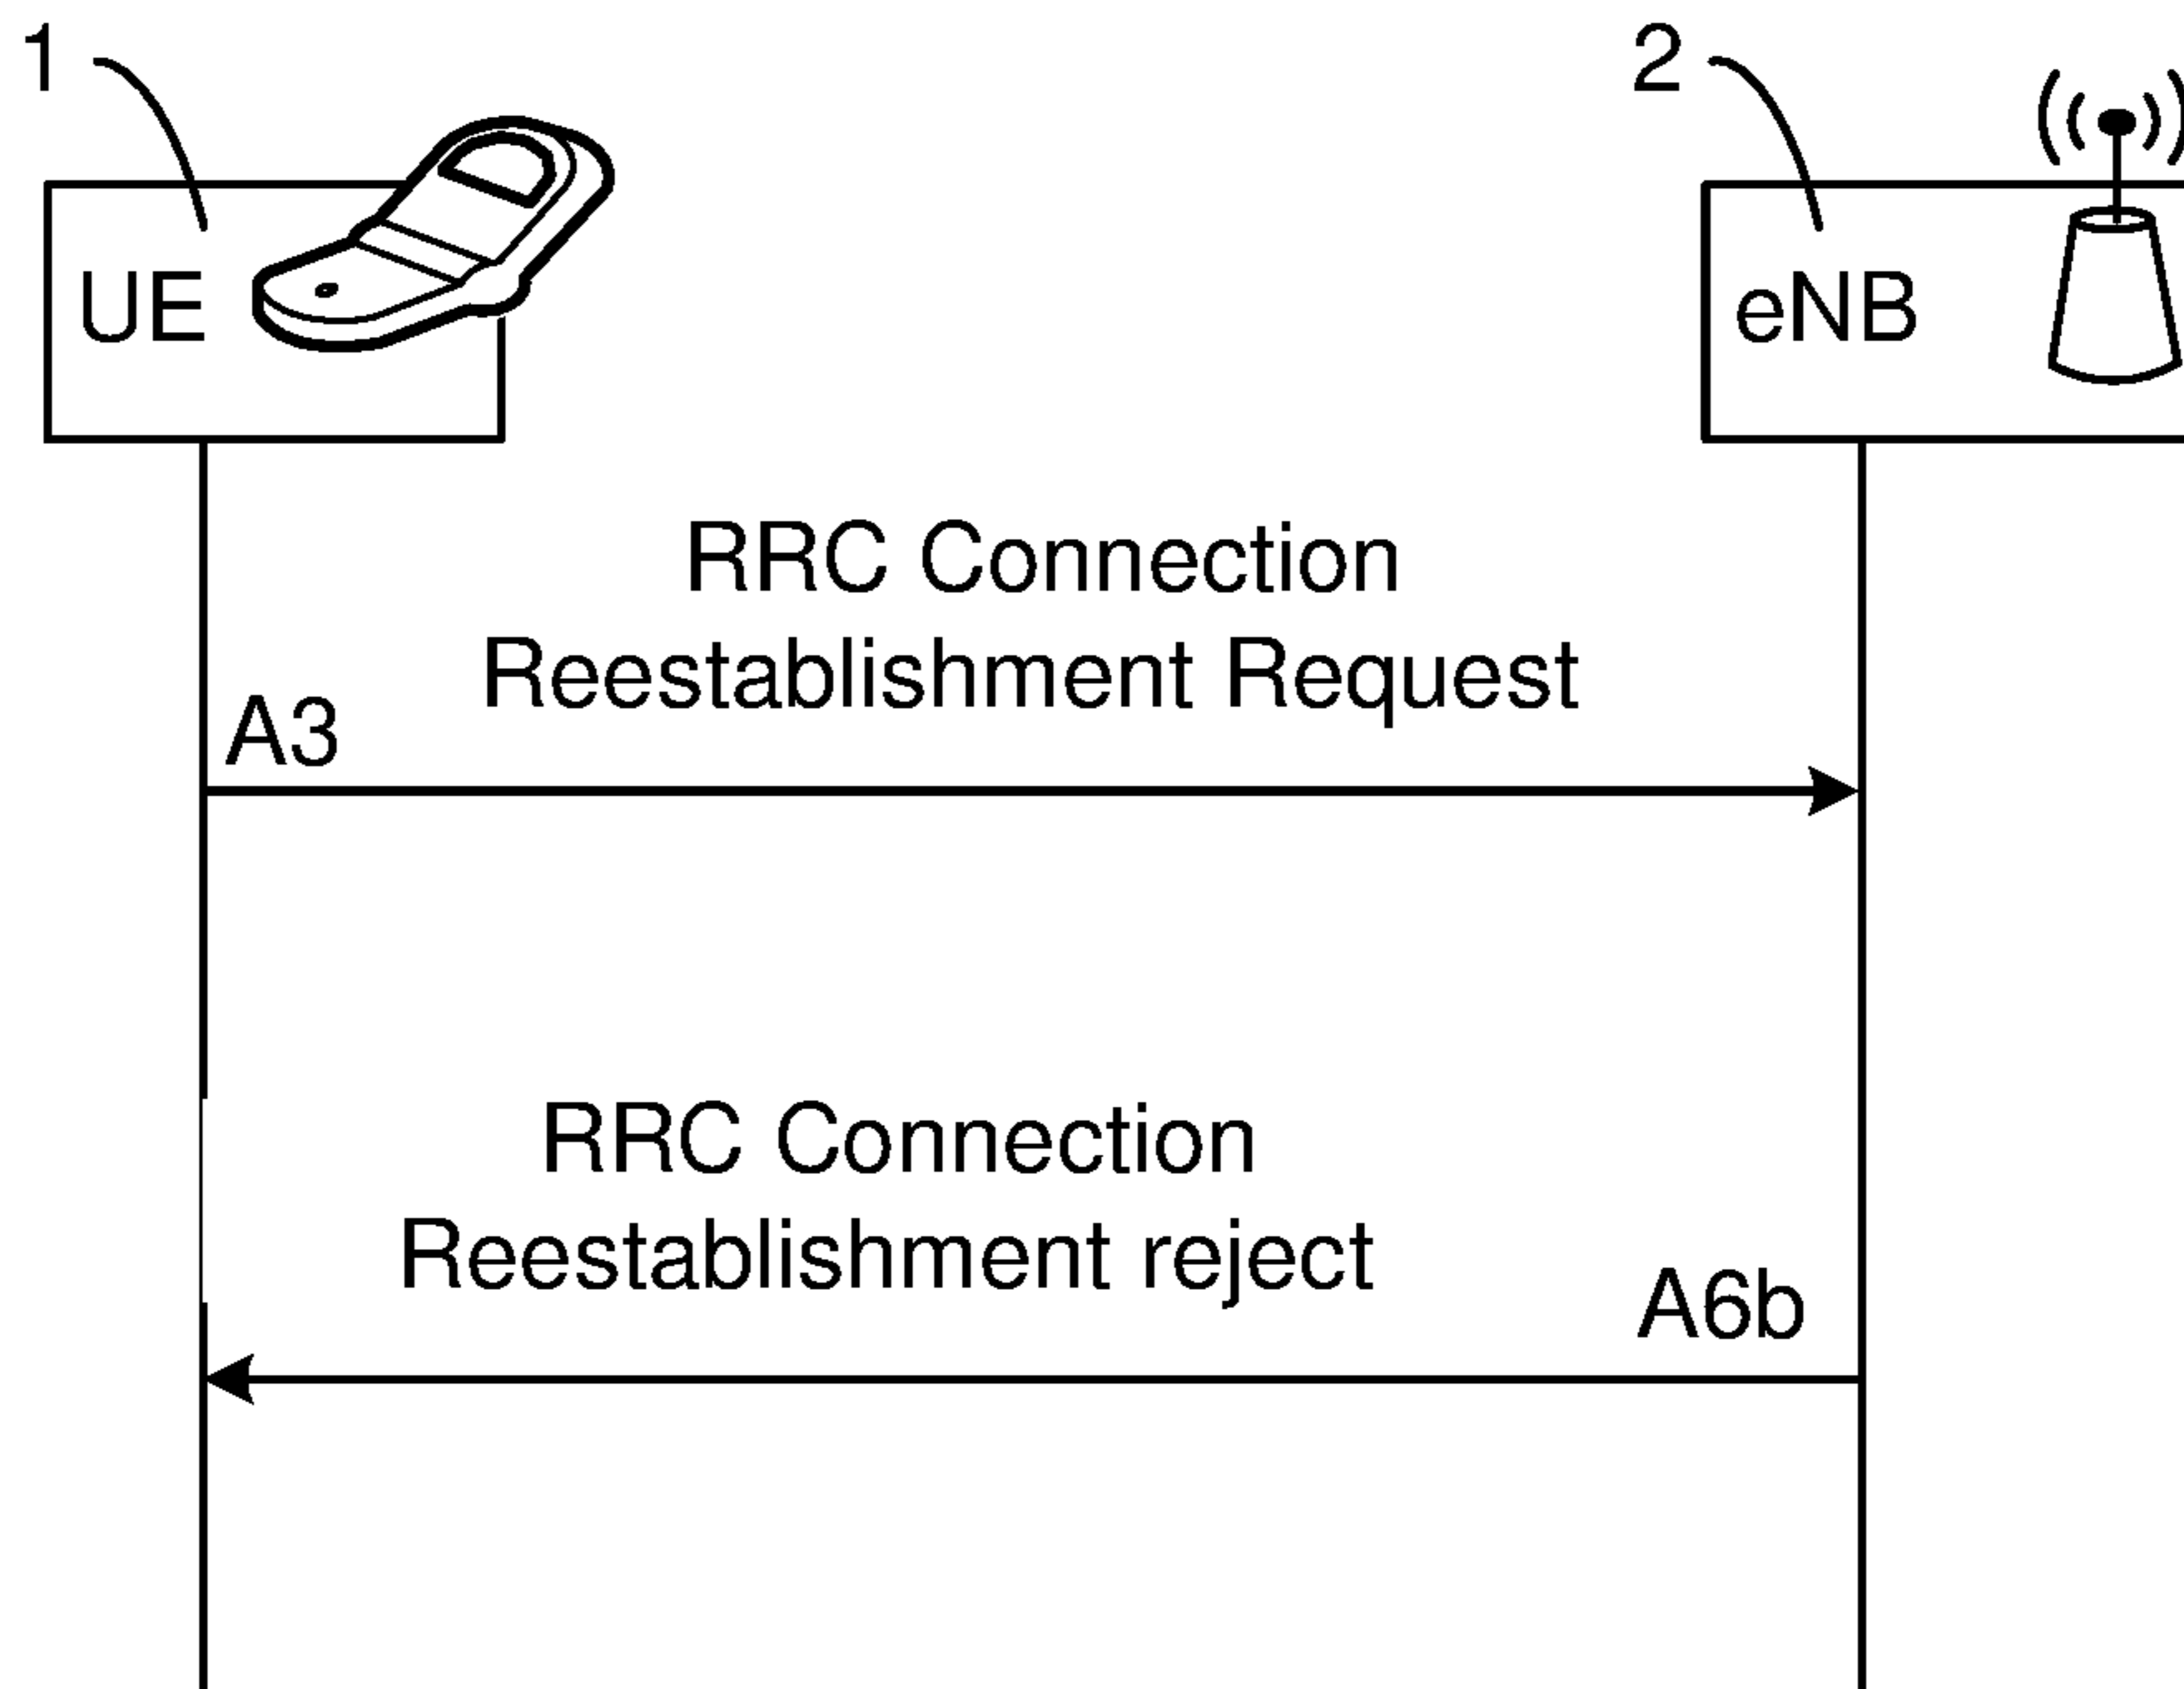 1
2
UE
eNB
RRC Connection
Reestablishment Request
A3
RRC Connection
Reestablishment reject
A6b